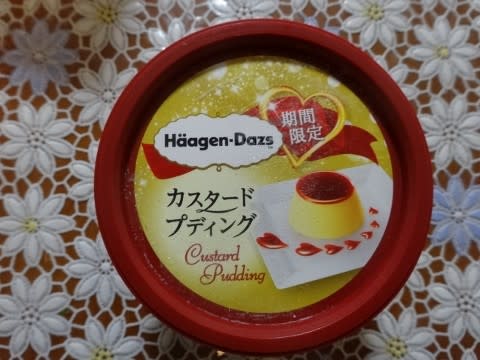 Häagen-Dazs
期間
限定
カスタード
プディング
Custard
Pudding